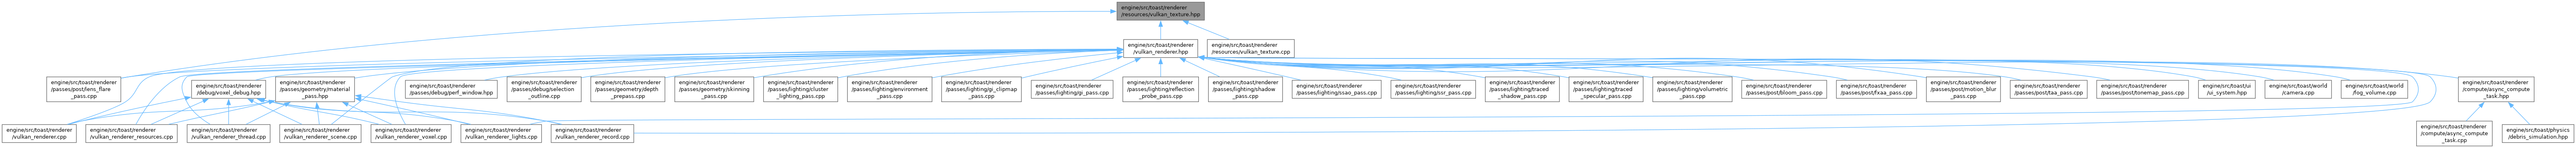 engine/src/toast/renderer
/resources/vulkan_texture.hpp
engine/src/toast/renderer
/vulkan_renderer.hpp
engine/src/toast/renderer
/resources/vulkan_texture.cpp
engine/src/toast/renderer
/passes/post/lens_flare
_pass.cpp
engine/src/toast/renderer
/debug/voxel_debug.hpp
engine/src/toast/renderer
/passes/geometry/material
_pass.hpp
engine/src/toast/renderer
/passes/debug/perf_window.hpp
engine/src/toast/renderer
/passes/debug/selection
_outline.cpp
engine/src/toast/renderer
/passes/geometry/depth
_prepass.cpp
engine/src/toast/renderer
/passes/geometry/skinning
_pass.cpp
engine/src/toast/renderer
/passes/lighting/cluster
_lighting_pass.cpp
engine/src/toast/renderer
/passes/lighting/environment
_pass.cpp
engine/src/toast/renderer
/passes/lighting/gi_clipmap
_pass.cpp
engine/src/toast/renderer
/passes/lighting/gi_pass.cpp
engine/src/toast/renderer
/passes/lighting/reflection
_probe_pass.cpp
engine/src/toast/renderer
/passes/lighting/shadow
_pass.cpp
engine/src/toast/renderer
/passes/lighting/ssao_pass.cpp
engine/src/toast/renderer
/passes/lighting/ssr_pass.cpp
engine/src/toast/renderer
/passes/lighting/traced
_shadow_pass.cpp
engine/src/toast/renderer
/passes/lighting/traced
_specular_pass.cpp
engine/src/toast/renderer
/passes/lighting/volumetric
_pass.cpp
engine/src/toast/renderer
/passes/post/bloom_pass.cpp
engine/src/toast/renderer
/passes/post/fxaa_pass.cpp
engine/src/toast/renderer
/passes/post/motion_blur
_pass.cpp
engine/src/toast/renderer
/passes/post/taa_pass.cpp
engine/src/toast/renderer
/passes/post/tonemap_pass.cpp
engine/src/toast/ui
/ui_system.hpp
engine/src/toast/world
/camera.cpp
engine/src/toast/world
/fog_volume.cpp
engine/src/toast/renderer
/compute/async_compute
_task.hpp
engine/src/toast/renderer
/vulkan_renderer.cpp
engine/src/toast/renderer
/vulkan_renderer_resources.cpp
engine/src/toast/renderer
/vulkan_renderer_thread.cpp
engine/src/toast/renderer
/vulkan_renderer_scene.cpp
engine/src/toast/renderer
/vulkan_renderer_voxel.cpp
engine/src/toast/renderer
/vulkan_renderer_lights.cpp
engine/src/toast/renderer
/vulkan_renderer_record.cpp
engine/src/toast/renderer
/compute/async_compute
_task.cpp
engine/src/toast/physics
/debris_simulation.hpp